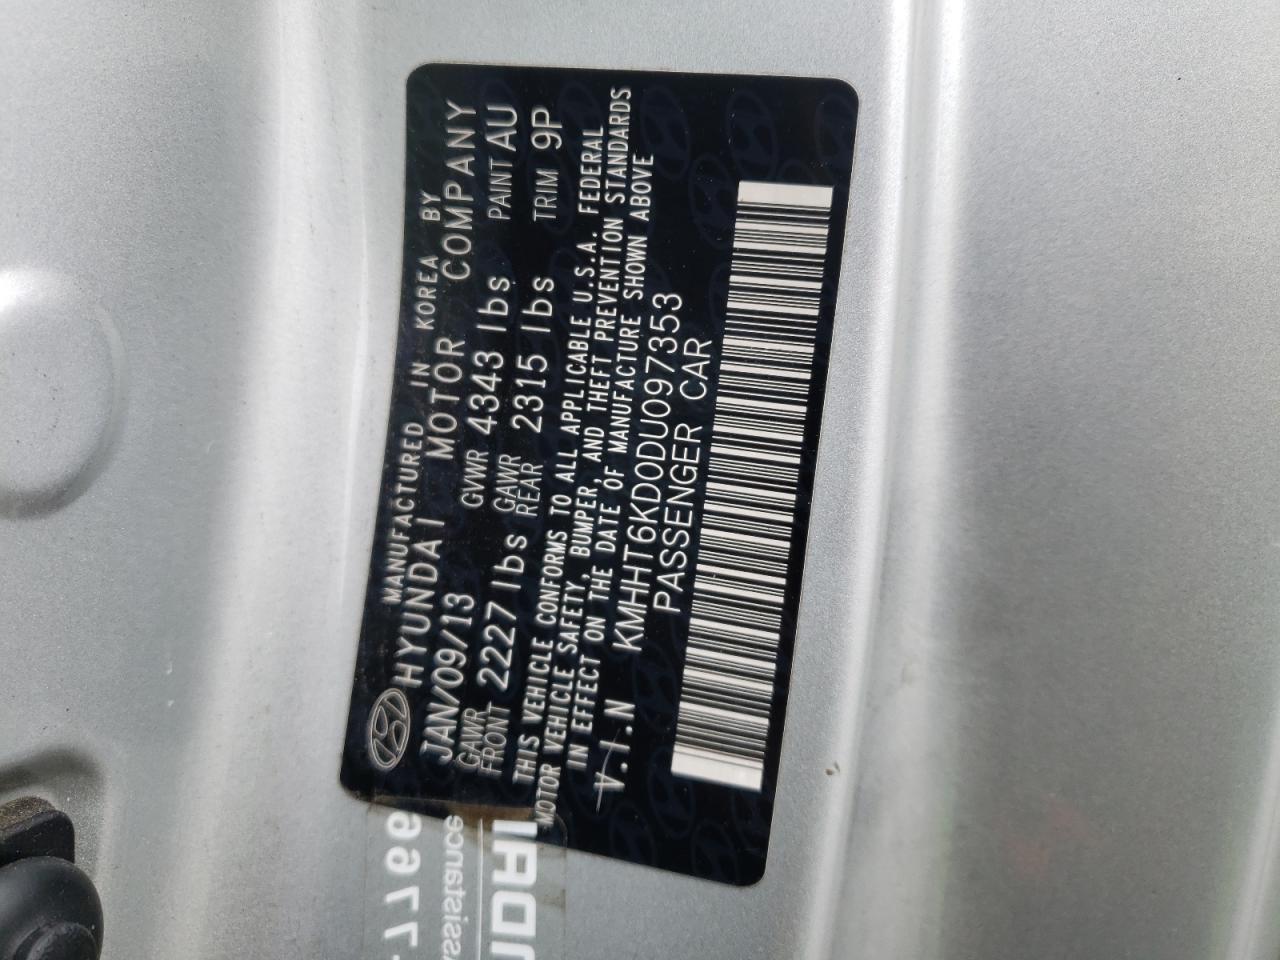 MANUFACTURED IN KOREA BY
HYUNDAI MOTOR COMPANY
JAN/09/13 GVWR 4343 lbs PAINT AU
GAWR FRONT 2227 lbs GAWR REAR 2315 lbs TRIM 9P
THIS VEHICLE CONFORMS TO ALL APPLICABLE U.S.A. FEDERAL
MOTOR VEHICLE SAFETY, BUMPER, AND THEFT PREVENTION STANDARDS
IN EFFECT ON THE DATE OF MANUFACTURE SHOWN ABOVE
V.I.N KMHHT6KD0DU097353
PASSENGER CAR
7766
ssistance